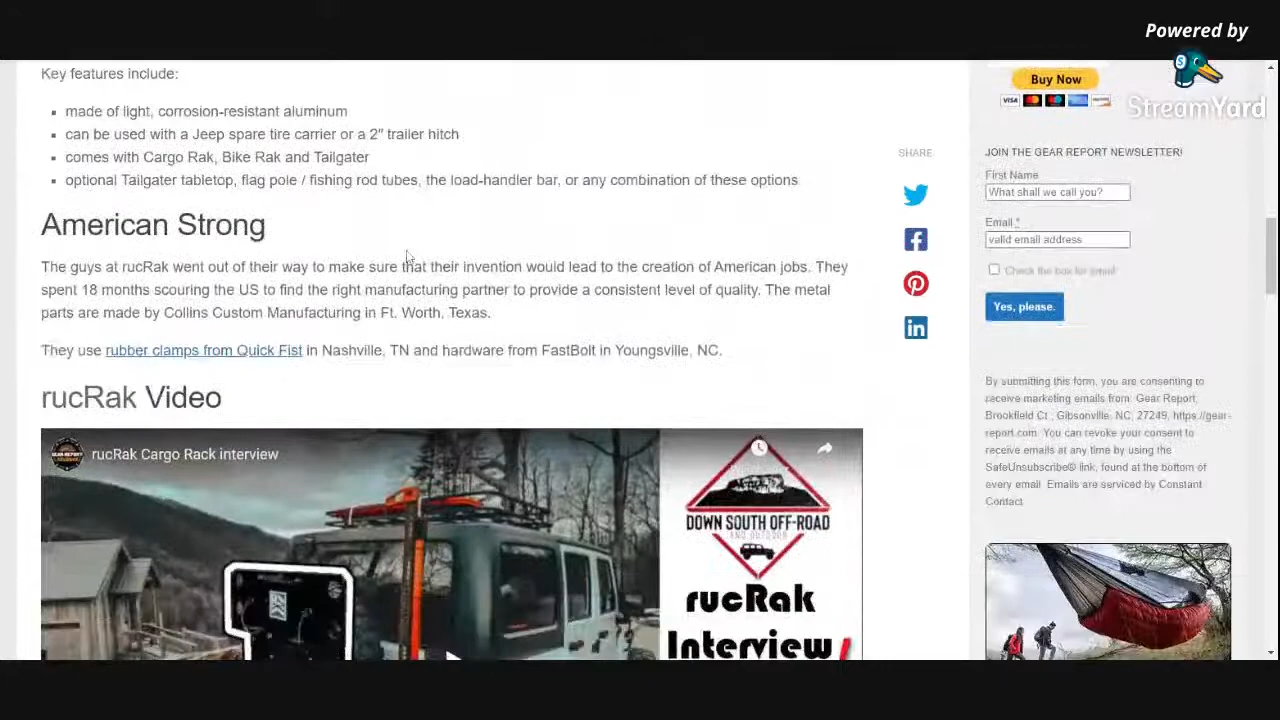 Powered by
StreamYard
Key features include:
made of light, corrosion-resistant aluminum
can be used with a Jeep spare tire carrier or a 2″ trailer hitch
comes with Cargo Rak, Bike Rak and Tailgater
optional Tailgater tabletop, flag pole / fishing rod tubes, the load-handler bar, or any combination of these options
American Strong
The guys at rucRak went out of their way to make sure that their invention would lead to the creation of American jobs. They
spent 18 months scouring the US to find the right manufacturing partner to provide a consistent level of quality. The metal
parts are made by Collins Custom Manufacturing in Ft. Worth, Texas.
They use rubber clamps from Quick Fist in Nashville, TN and hardware from FastBolt in Youngsville, NC.
rucRak Video
rucRak Cargo Rack interview
DOWN SOUTH OFF-ROAD
AND OUTDOOR
rucRak
Interview!
SHARE
Buy Now
VISA
JOIN THE GEAR REPORT NEWSLETTER!
First Name
What shall we call you?
Email *
valid email address
Check the box for email
Yes, please.
By submitting this form, you are consenting to
receive marketing emails from: Gear Report,
Brookfield Ct., Gibsonville, NC, 27249, https://gear-
report.com. You can revoke your consent to
receive emails at any time by using the
SafeUnsubscribe® link, found at the bottom of
every email. Emails are serviced by Constant
Contact